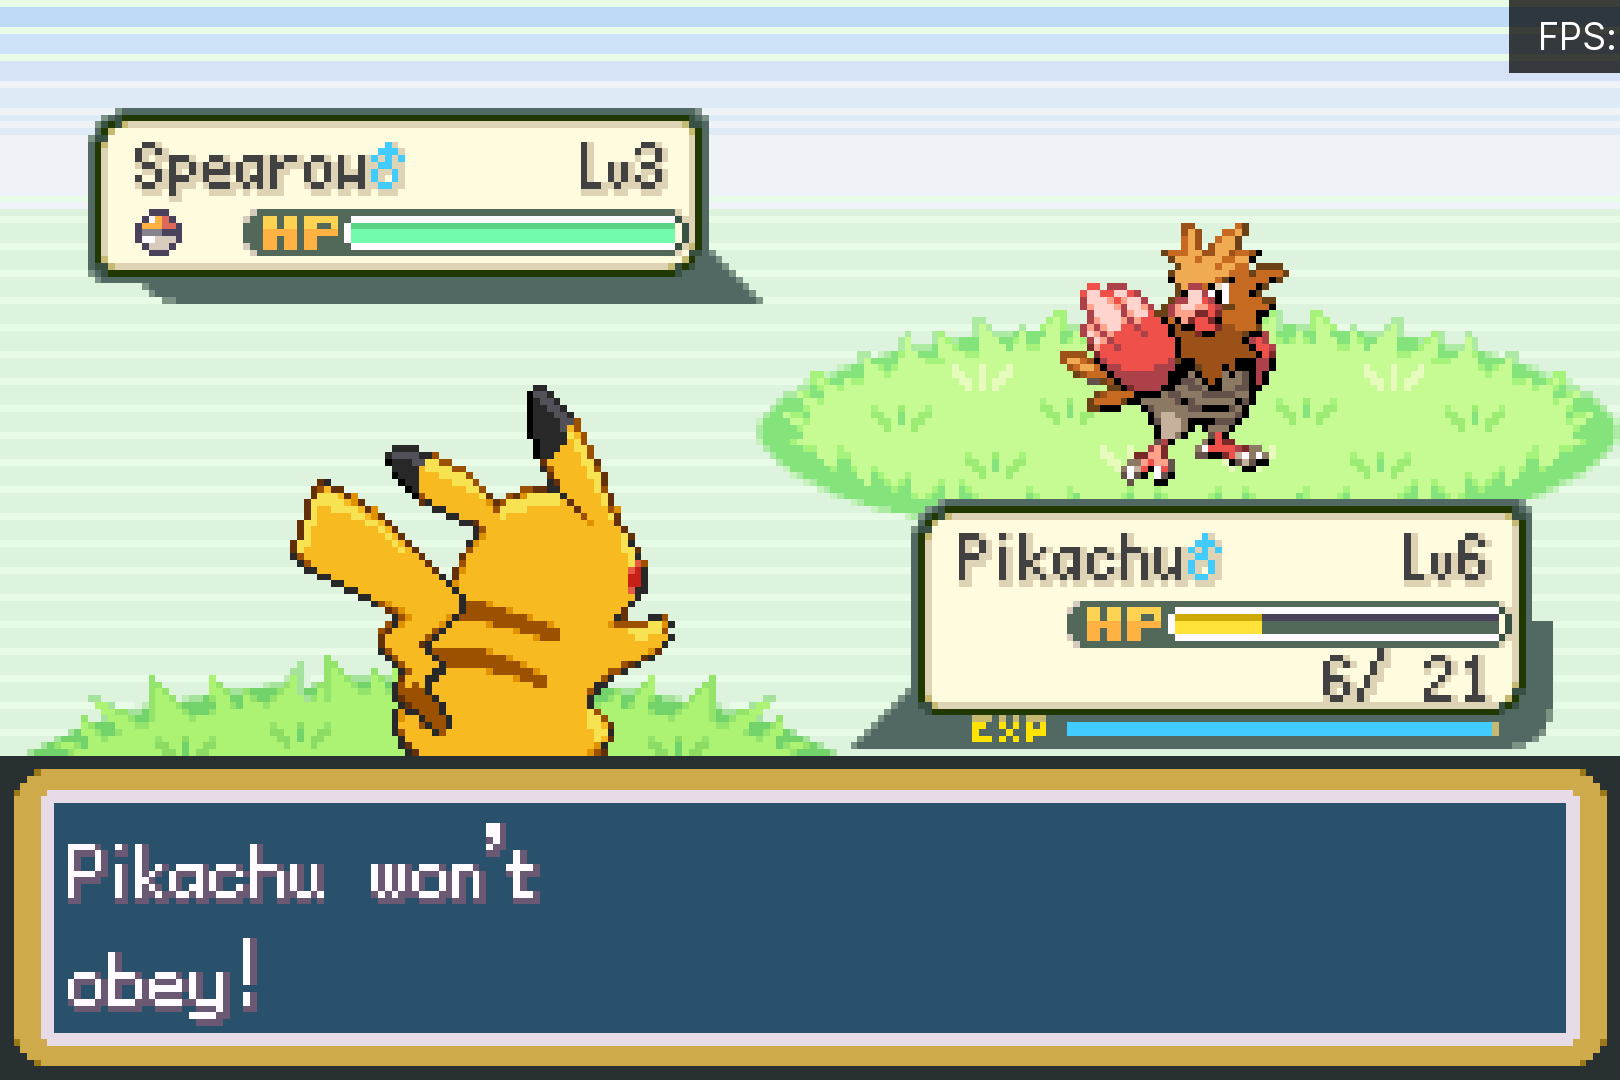 FPS:
Spearow♂ Lv3
HP
Pikachu♂ Lv6
HP
6/ 21
EXP
Pikachu won't
obey!